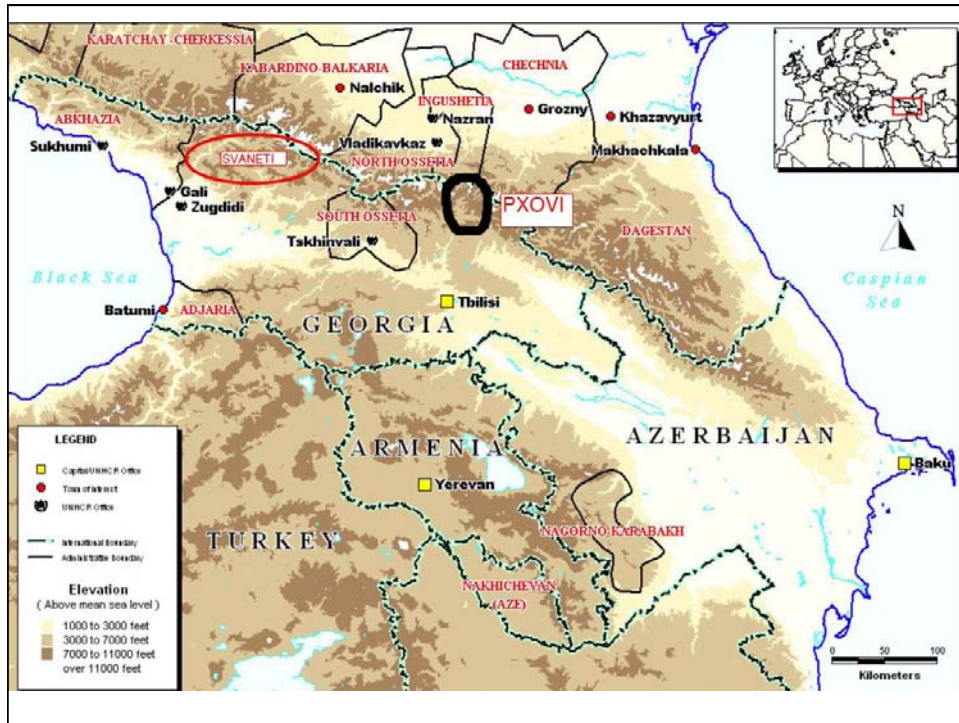 KARATCHAY-CHERKESSIA
KABARDINO-BALKARIA
CHECHNIA
Nalchik
INGUSHETIA
Grozny
Nazran
Khazavyurt
ABKHAZIA
Sukhumi
Vladikavkaz
Makhachkala
SVANETI
NORTH OSSETIA
Gali
Zugdidi
SOUTH OSSETIA
PXOVI
Tskhinvali
DAGESTAN
N
Black Sea
Caspian
Sea
Tbilisi
Batumi
ADJARIA
GEORGIA
AZERBAIJAN
ARMENIA
Baku
Yerevan
NAGORNO KARABAKH
TURKEY
NAKHICHEVAN
(AZE)
LEGEND
Capital/UNHCR Office
Town of interest
UNHCR Office
International Boundary
Administrative Boundary
Elevation
( Above mean sea level )
1000 to 3000 feet
3000 to 7000 feet
7000 to 11000 feet
over 11000 feet
0 50 100
Kilometers